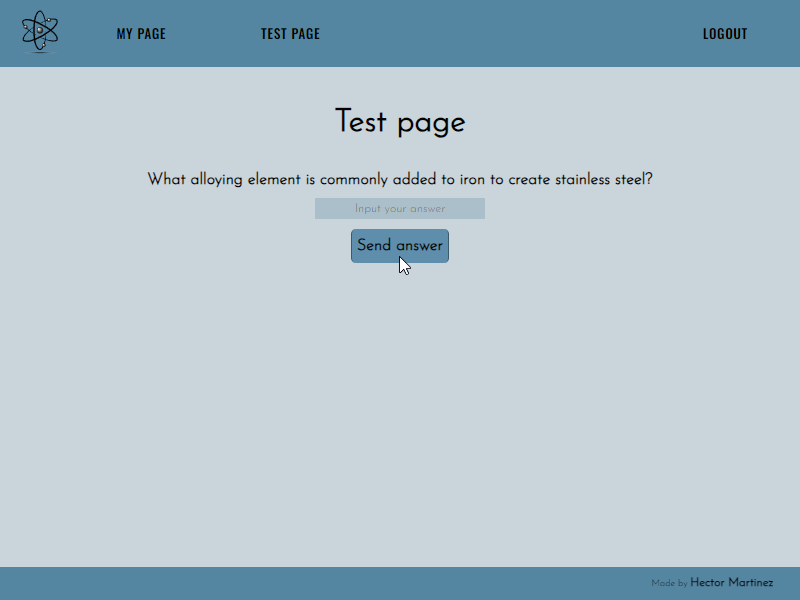 MY PAGE TEST PAGE LOGOUT
Test page
What alloying element is commonly added to iron to create stainless steel?
Input your answer
Send answer
Made by Hector Martinez